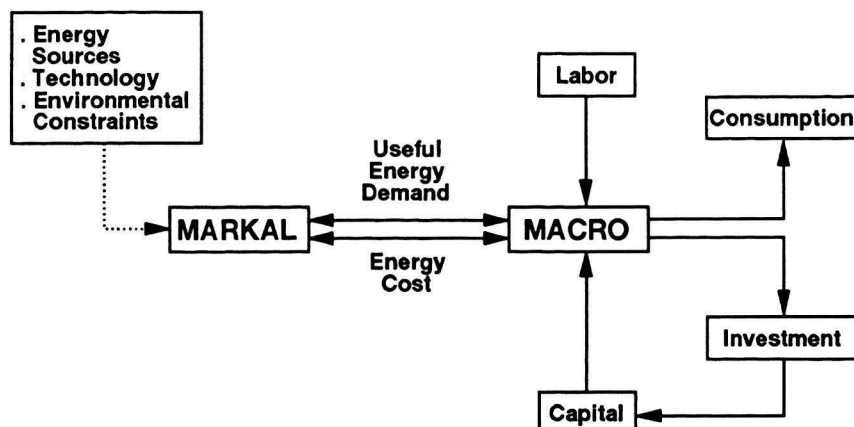 . Energy
Sources
. Technology
. Environmental
Constraints
Labor
Consumption
Useful
Energy
Demand
MARKAL
MACRO
Energy
Cost
Investment
Capital